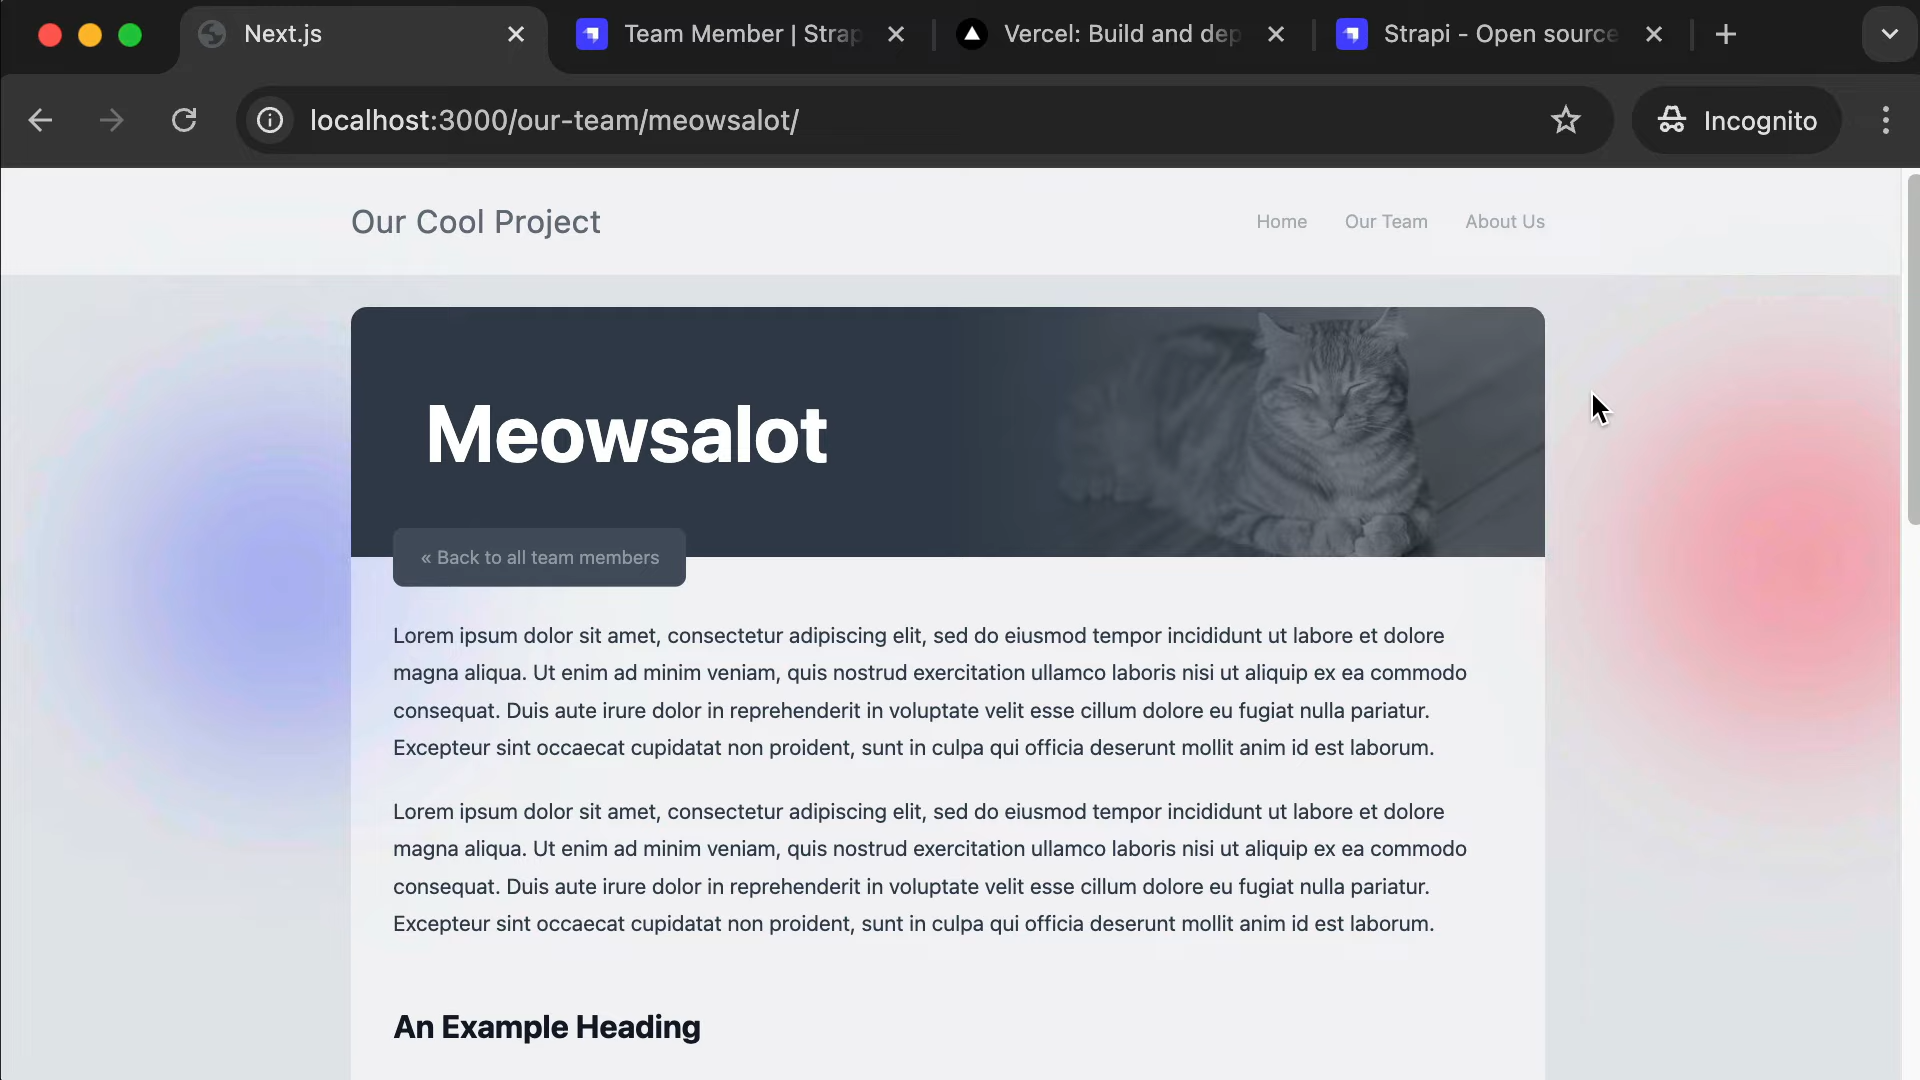 Next.js
Team Member | Strap
Vercel: Build and dep
Strapi - Open source
localhost:3000/our-team/meowsalot/
Incognito
Our Cool Project
Home
Our Team
About Us
Meowsalot
« Back to all team members
Lorem ipsum dolor sit amet, consectetur adipiscing elit, sed do eiusmod tempor incididunt ut labore et dolore
magna aliqua. Ut enim ad minim veniam, quis nostrud exercitation ullamco laboris nisi ut aliquip ex ea commodo
consequat. Duis aute irure dolor in reprehenderit in voluptate velit esse cillum dolore eu fugiat nulla pariatur.
Excepteur sint occaecat cupidatat non proident, sunt in culpa qui officia deserunt mollit anim id est laborum.
Lorem ipsum dolor sit amet, consectetur adipiscing elit, sed do eiusmod tempor incididunt ut labore et dolore
magna aliqua. Ut enim ad minim veniam, quis nostrud exercitation ullamco laboris nisi ut aliquip ex ea commodo
consequat. Duis aute irure dolor in reprehenderit in voluptate velit esse cillum dolore eu fugiat nulla pariatur.
Excepteur sint occaecat cupidatat non proident, sunt in culpa qui officia deserunt mollit anim id est laborum.
An Example Heading